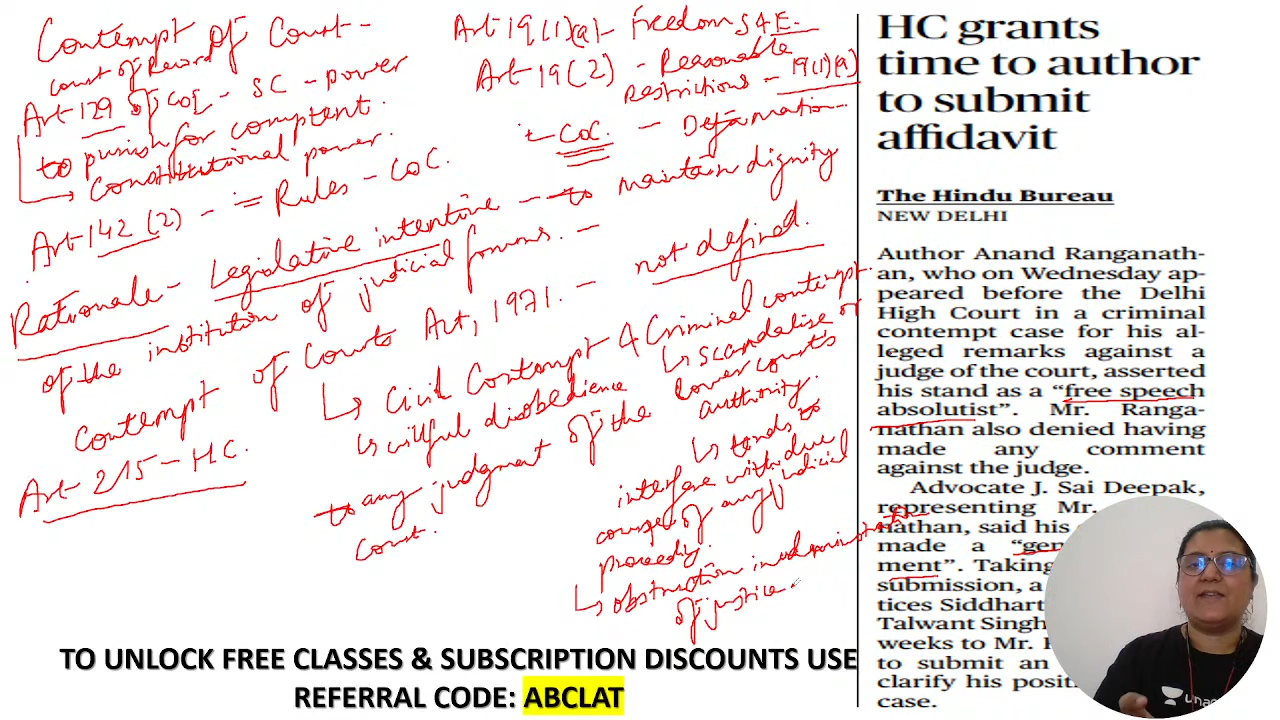 Contempt of Court -
Court of Record
Art-129 of COI - SC - power
to punish for comptent.
Constitutional power.
Art-142 (2) - = Rules - CoC.
Rationale - Legislative intentive - to maintain dignity
of the institution of judicial
Contempt of Courts Act, 1971. - not defined.
Civil Contempt & Criminal contempt.
willful disobedience
to any judgment of the
Court.
scandalise or
lower courts
authority.
tends to
interfere with due
course of any judicial
proceedig.
obstruction in administration
of justice.
Art- 215 - HC.
Art 19(1)(a)- Freedom S & E.
Art- 19 (2) - Reasonable
restrictions - 19(1)(a)
CoC. - Defamation
HC grants
time to author
to submit
affidavit
The Hindu Bureau
NEW DELHI
Author Anand Ranganath-
an, who on Wednesday ap-
peared before the Delhi
High Court in a criminal
contempt case for his al-
leged remarks against a
judge of the court, asserted
his stand as a “free speech
absolutist”. Mr. Ranga-
nathan also denied having
made any comment
against the judge.
Advocate J. Sai Deepak,
representing Mr.
nathan, said his
made a “gen
ment”. Taking
submission, a
tices Siddhart
Talwant Singh
weeks to Mr.
to submit an
clarify his posit
case.
TO UNLOCK FREE CLASSES & SUBSCRIPTION DISCOUNTS USE
REFERRAL CODE: ABCLAT